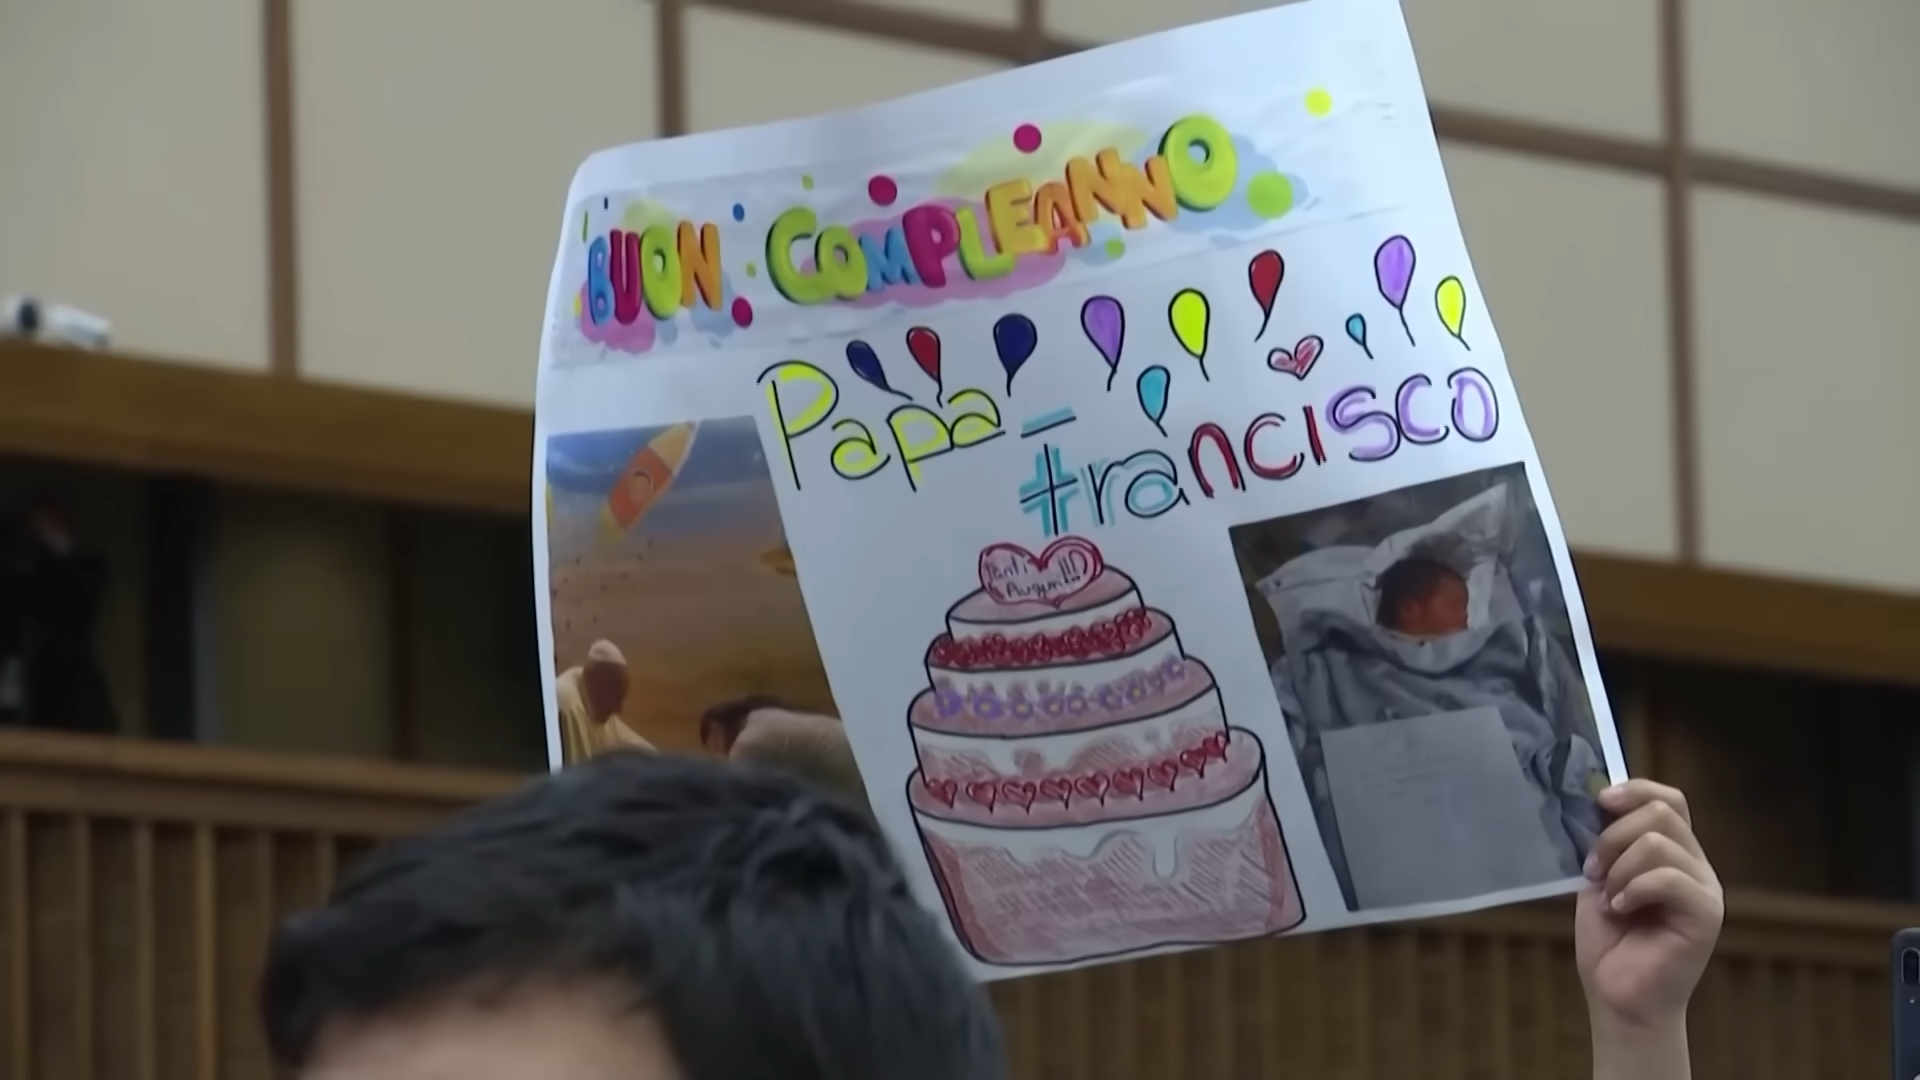 BUON COMPLEANNO
Papa-
francisco
Tanti
Auguri!!!